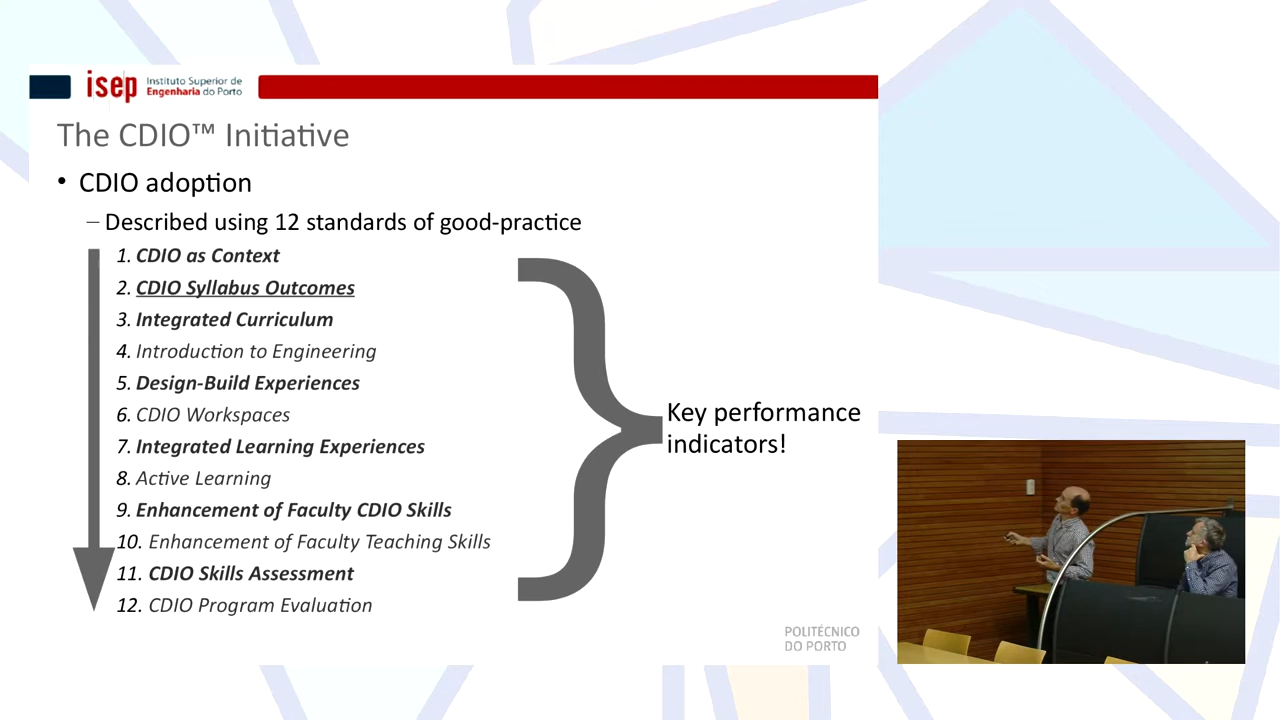 isep Instituto Superior de
Engenharia do Porto
The CDIO™ Initiative
• CDIO adoption
– Described using 12 standards of good-practice
1. CDIO as Context
2. CDIO Syllabus Outcomes
3. Integrated Curriculum
4. Introduction to Engineering
5. Design-Build Experiences
6. CDIO Workspaces
7. Integrated Learning Experiences
8. Active Learning
9. Enhancement of Faculty CDIO Skills
10. Enhancement of Faculty Teaching Skills
11. CDIO Skills Assessment
12. CDIO Program Evaluation
Key performance
indicators!
POLITÉCNICO
DO PORTO